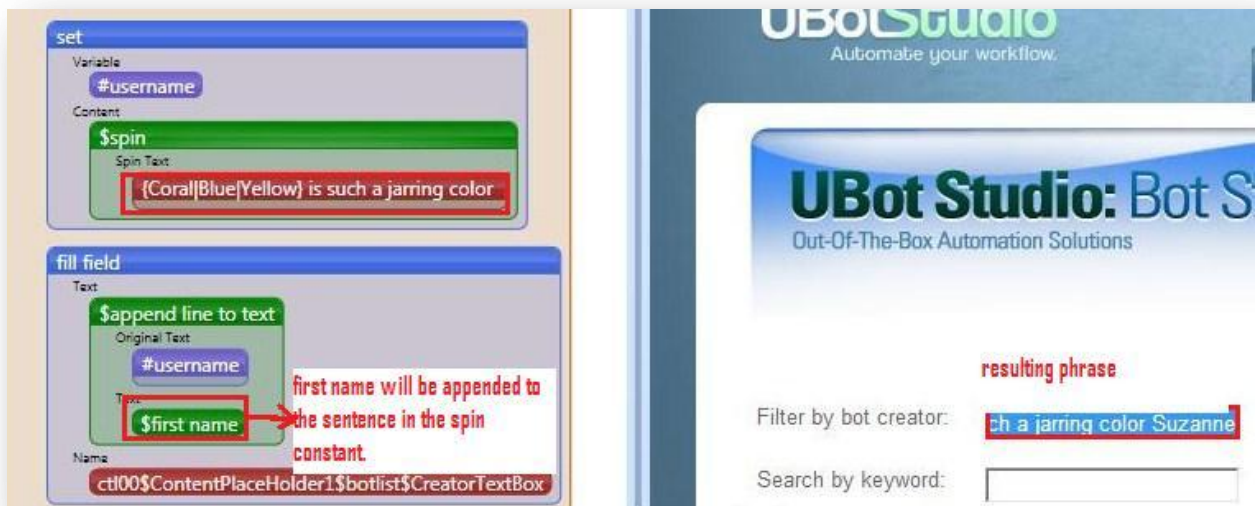 set
Variable
#username
Content
$spin
Spin Text
{Coral|Blue|Yellow} is such a jarring color
fill field
Text
$append line to text
Original Text
#username
Text
$first name
first name will be appended to
the sentence in the spin
constant.
Name
ctl00$ContentPlaceHolder1$botlist$CreatorTextBox
UBotStudio
Automate your workflow.
UBot Studio: Bot S
Out-Of-The-Box Automation Solutions
resulting phrase
Filter by bot creator:
ch a jarring color Suzanne
Search by keyword: